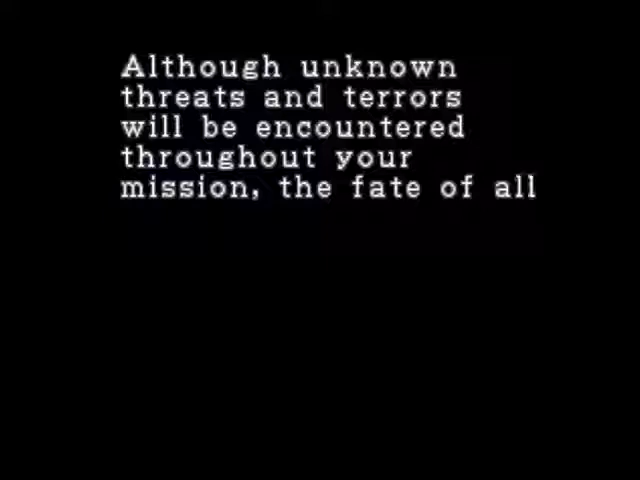 Although unknown
threats and terrors
will be encountered
throughout your
mission, the fate of all